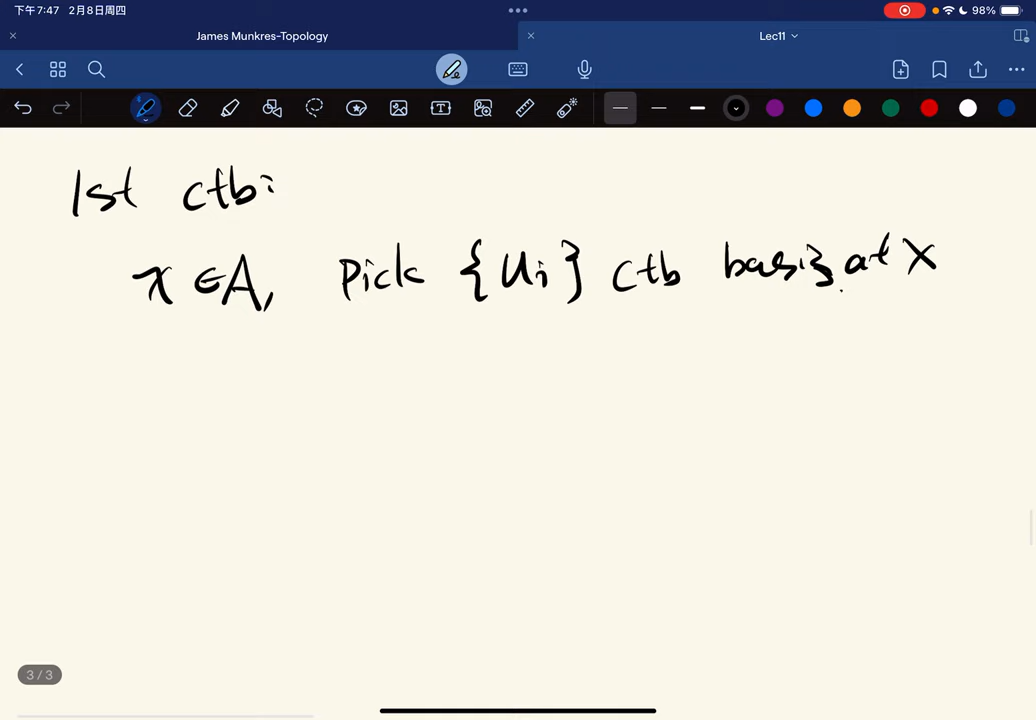 下午7:47 2月8日周四
98%
James Munkres-Topology
Lec11
1st ctb:
x ∈ A, Pick {Ui} ctb basis at x
3 / 3